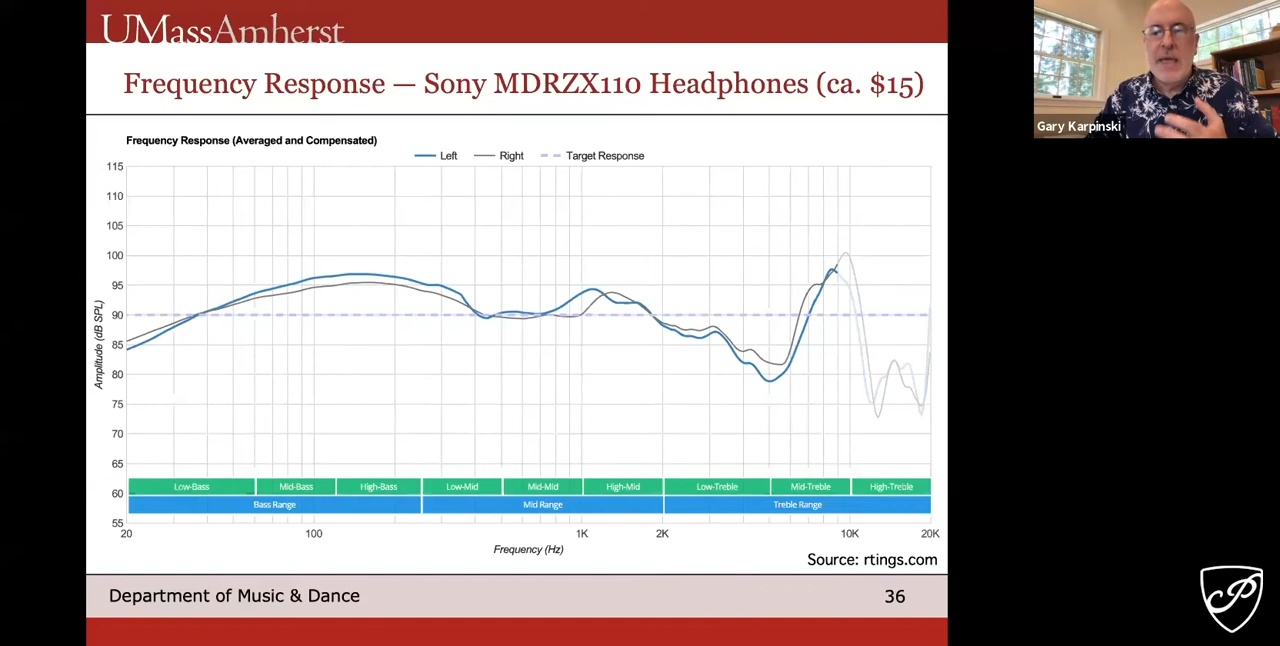 UMassAmherst
Frequency Response — Sony MDRZX110 Headphones (ca. $15)
Gary Karpinski
Frequency Response (Averaged and Compensated)
Left Right Target Response
115
110
105
100
95
90
85
80
75
70
65
60
55
Amplitude (dB SPL)
Low-Bass Mid-Bass High-Bass Low-Mid Mid-Mid High-Mid Low-Treble Mid-Treble High-Treble
Bass Range Mid Range Treble Range
20 100 1K 2K 10K 20K
Frequency (Hz)
Source: rtings.com
Department of Music & Dance 36